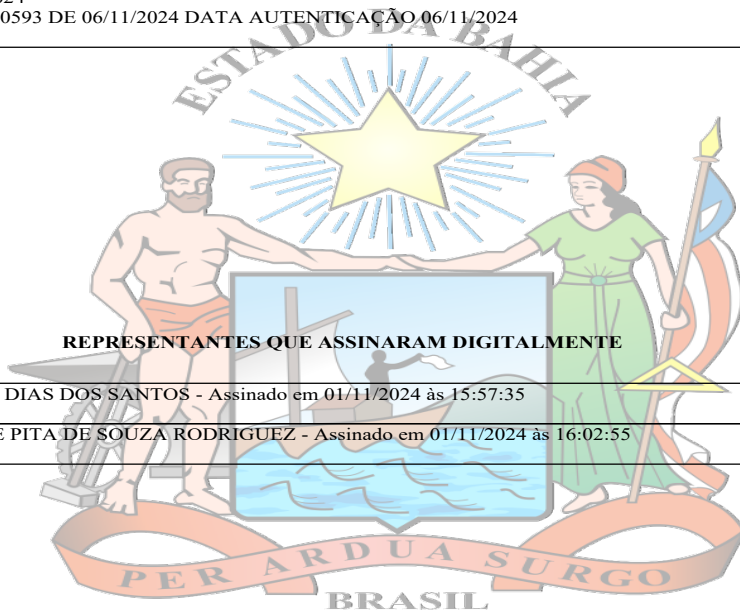 0593 DE 06/11/2024 DATA AUTENTICAÇÃO 06/11/2024
ESTADO DA BAHIA
REPRESENTANTES QUE ASSINARAM DIGITALMENTE
DIAS DOS SANTOS - Assinado em 01/11/2024 às 15:57:35
E PITA DE SOUZA RODRIGUEZ - Assinado em 01/11/2024 às 16:02:55
PER ARDUA SURGO
BRASIL